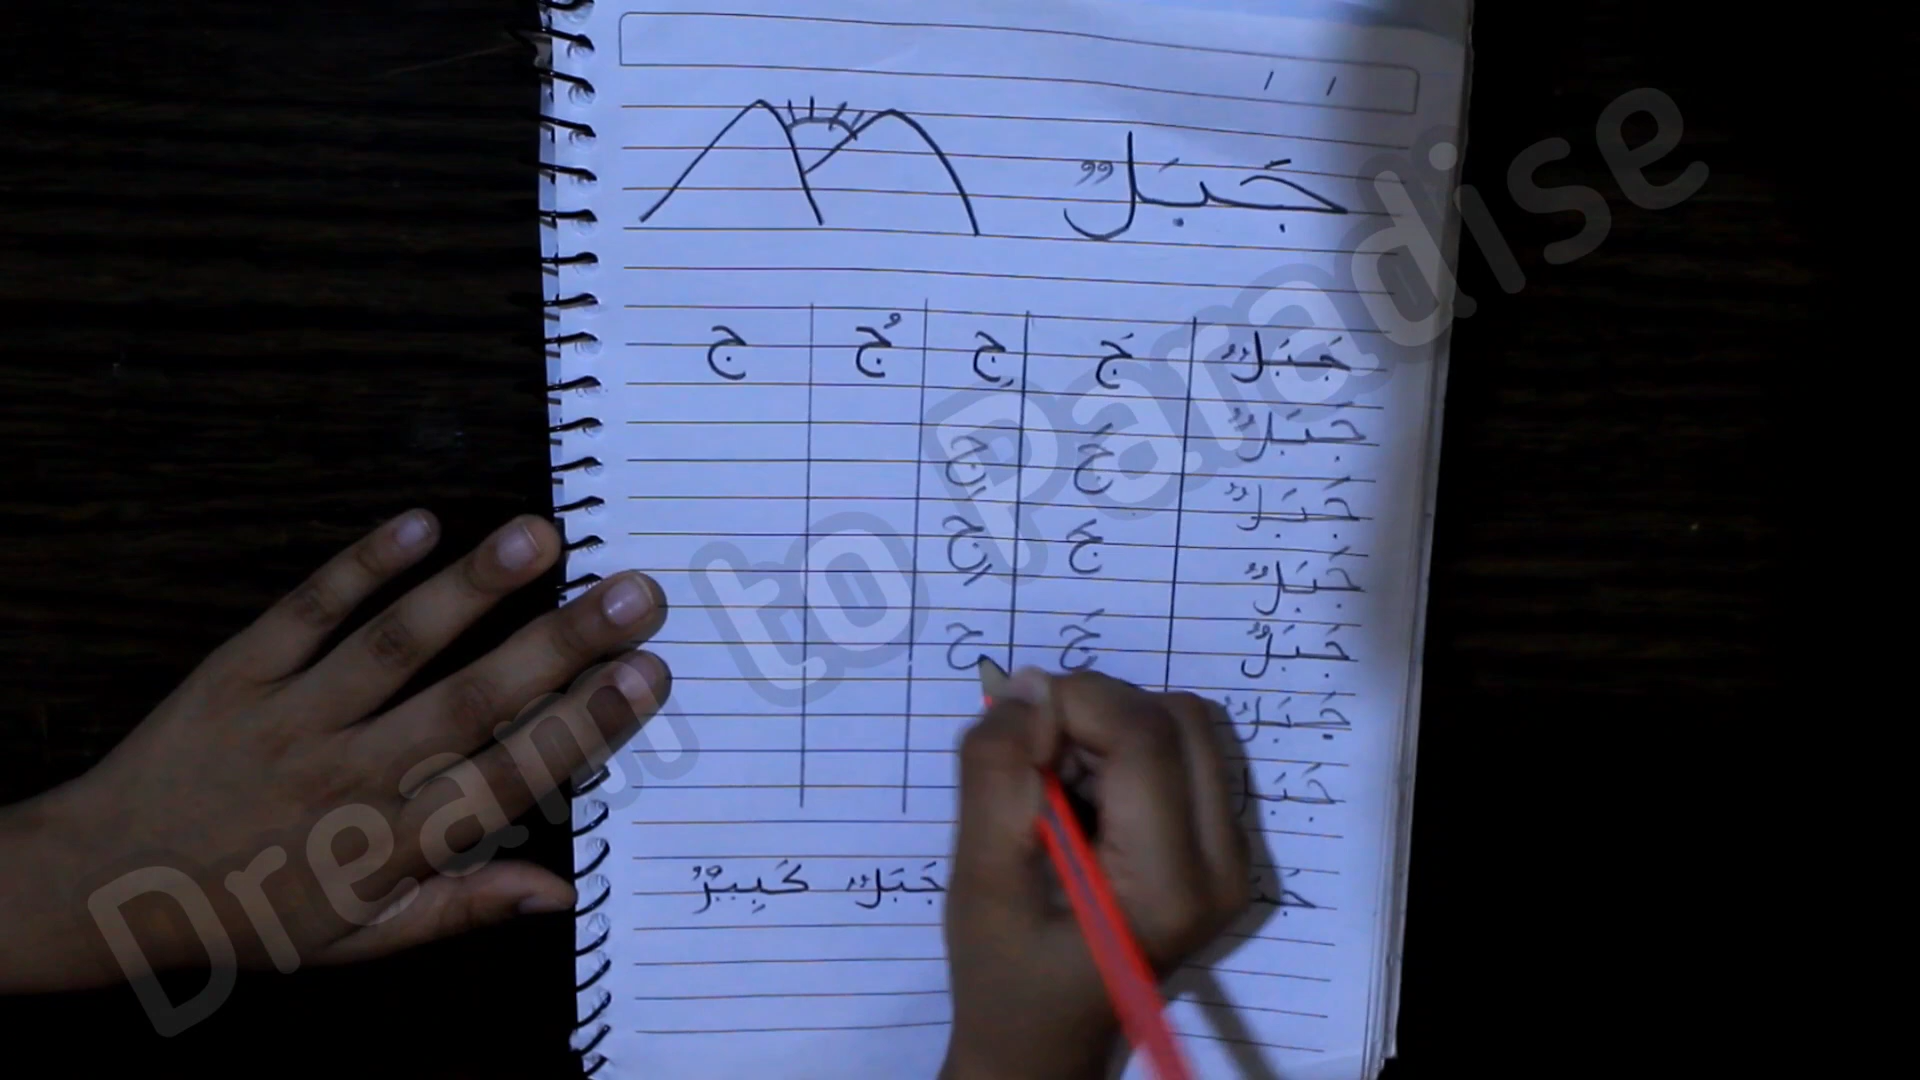 جَبَلٌ
جَبَلٌ جَ جِ جُ ج
جَبَلٌ جَ جِ
جَبَلٌ جَ جِ
جَبَلٌ
جَبَلٌ جَ ج
جَبَلٌ
جَبَل
جَبَلٌ كَبِيرٌ
Dream to Paradise